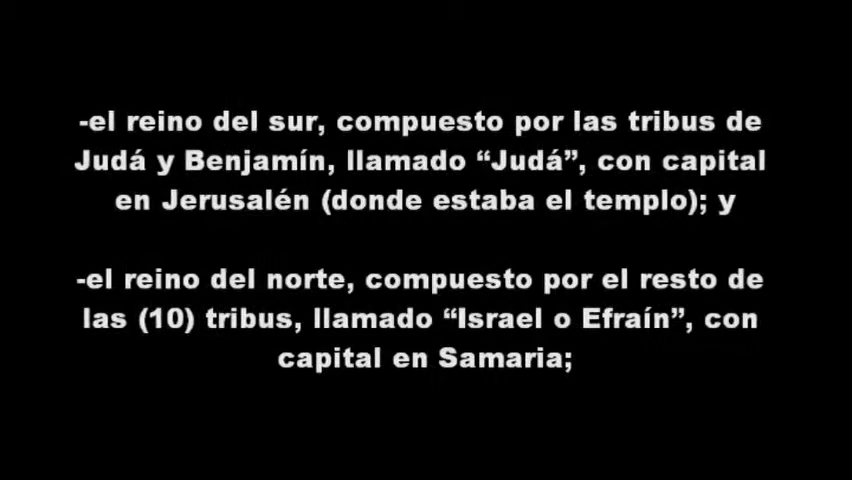 -el reino del sur, compuesto por las tribus de
Judá y Benjamín, llamado “Judá”, con capital
en Jerusalén (donde estaba el templo); y
-el reino del norte, compuesto por el resto de
las (10) tribus, llamado “Israel o Efraín”, con
capital en Samaria;